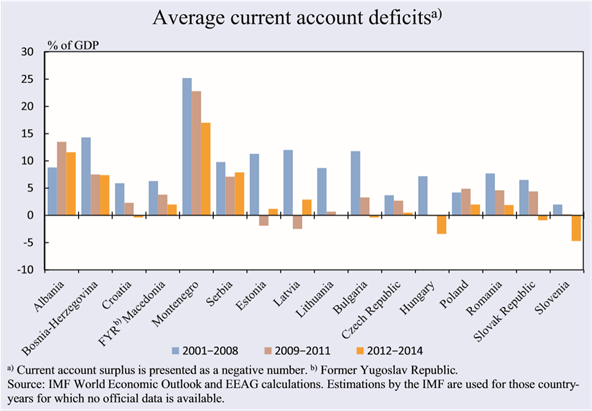 Average current account deficits a)
% of GDP
30
25
20
15
10
5
0
-5
-10
Albania
Bosnia-Herzegovina
Croatia
FYR b) Macedonia
Montenegro
Serbia
Estonia
Latvia
Lithuania
Bulgaria
Czech Republic
Hungary
Poland
Romania
Slovak Republic
Slovenia
2001–2008 2009–2011 2012–2014
a) Current account surplus is presented as a negative number. b) Former Yugoslav Republic.
Source: IMF World Economic Outlook and EEAG calculations. Estimations by the IMF are used for those country-
years for which no official data is available.